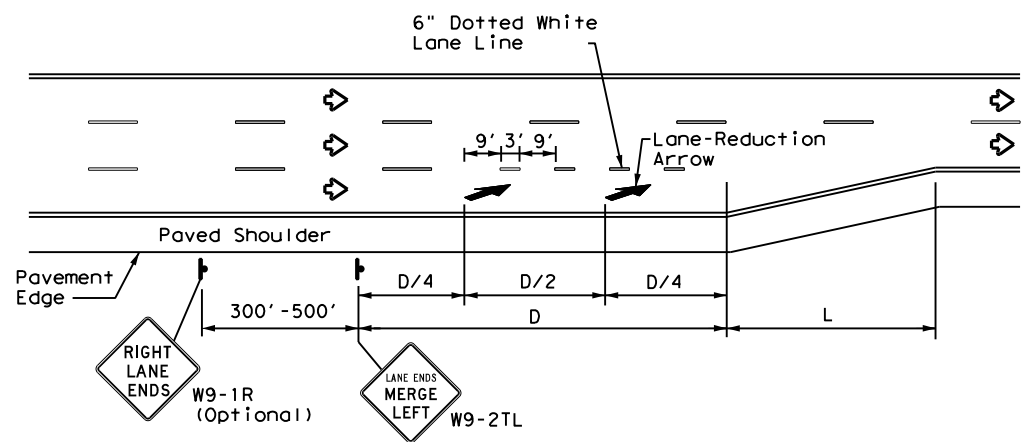 6" Dotted White
Lane Line
9' 3' 9'
Lane-Reduction
Arrow
Paved Shoulder
Pavement
Edge
D/4 D/2 D/4
300'-500' D L
RIGHT
LANE
ENDS
W9-1R
(Optional)
LANE ENDS
MERGE
LEFT
W9-2TL